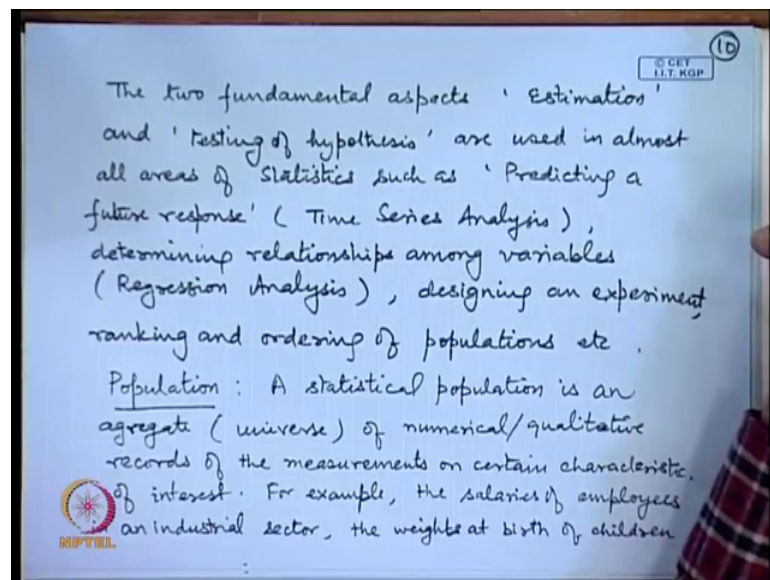 10
© CET
I.I.T. KGP
The two fundamental aspects 'Estimation'
and 'testing of hypothesis' are used in almost
all areas of statistics such as 'Predicting a
future response' ( Time Series Analysis ),
determining relationships among variables
( Regression Analysis ), designing an experiment,
ranking and ordering of populations etc .
Population : A statistical population is an
agregate ( universe ) of numerical/qualitative
records of the measurements on certain characteristic.
of interest. For example, the salaries of employees
in an industrial sector, the weights at birth of children
NPTEL